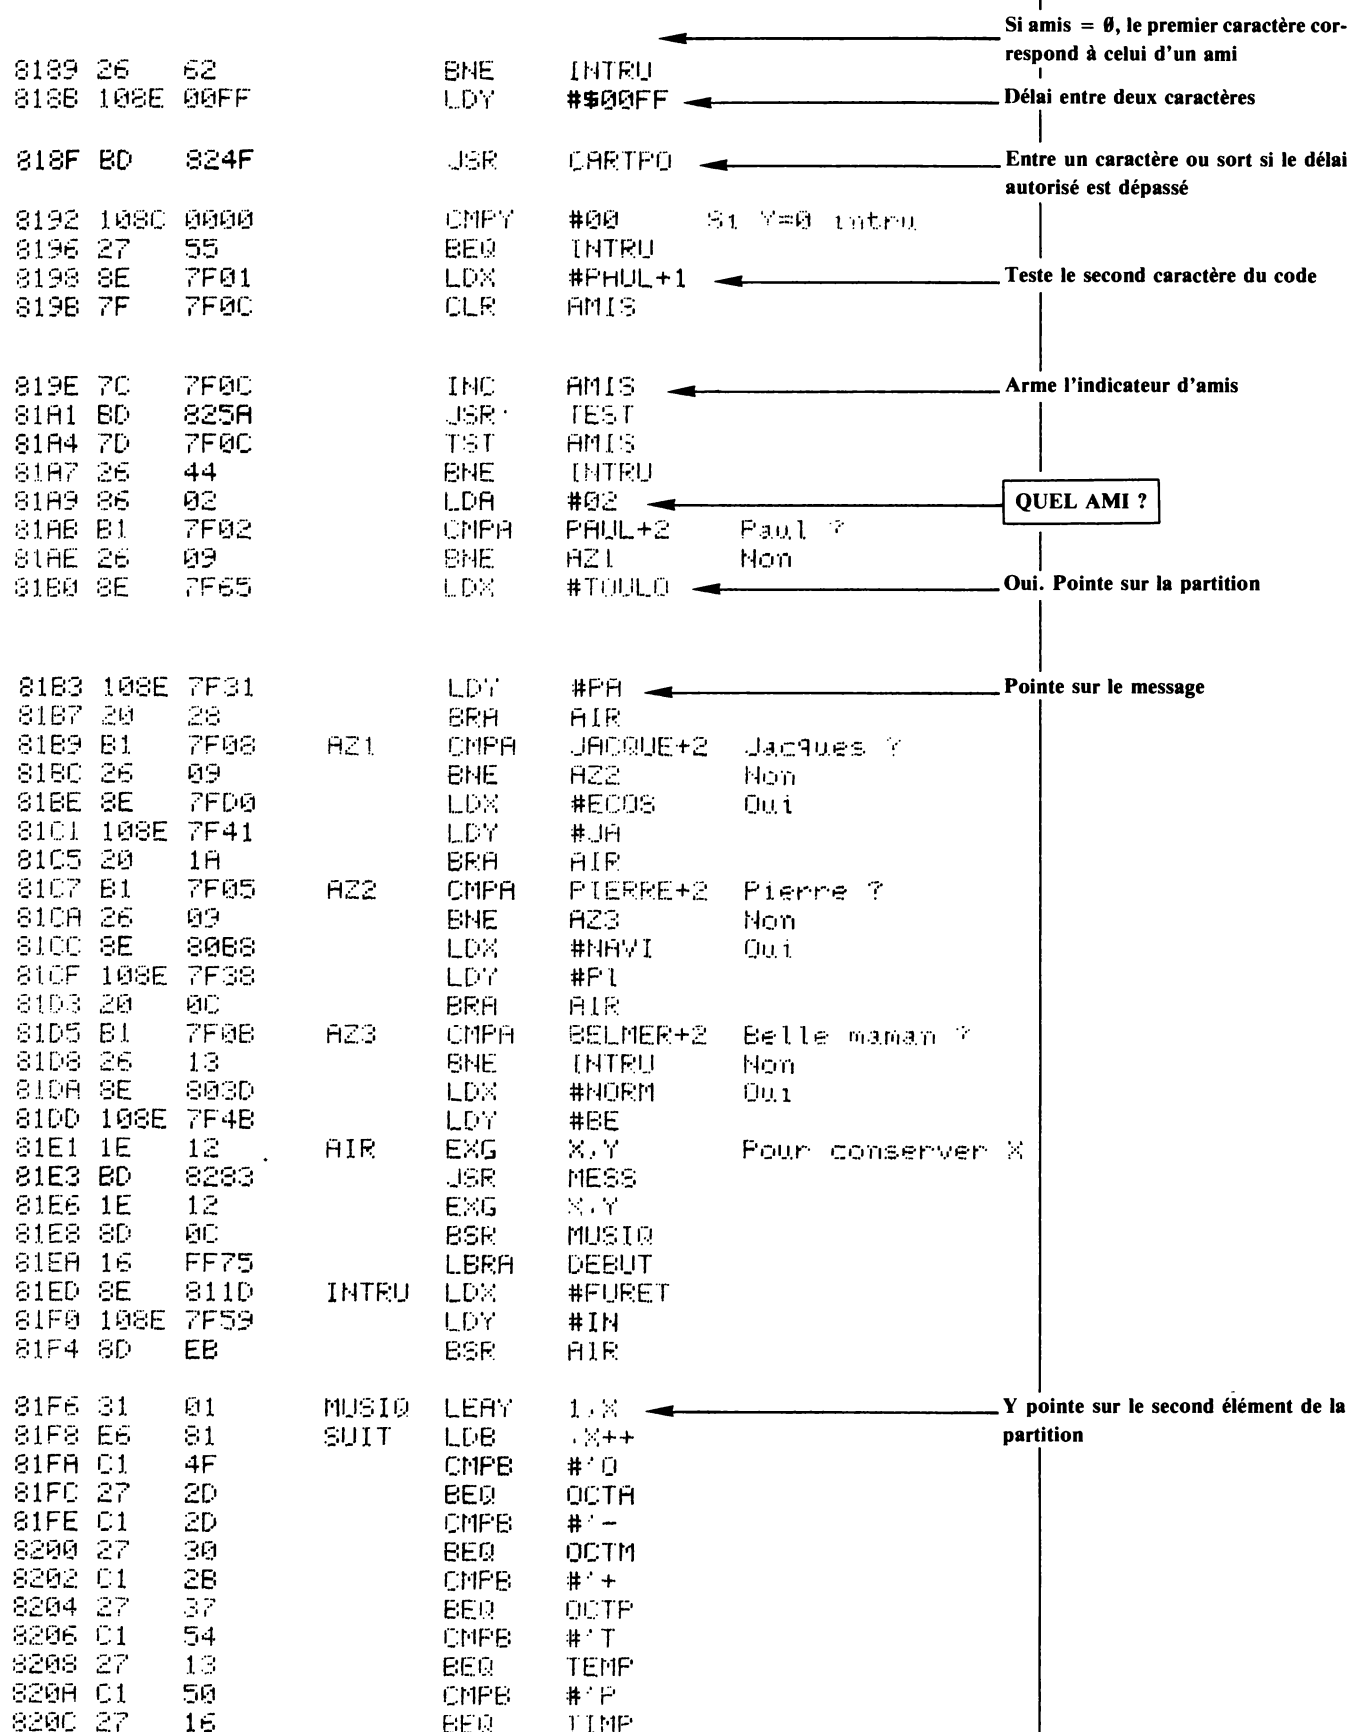 Si amis = 0, le premier caractère cor-
respond à celui d'un ami
8189 26 62 BNE INTRU
818B 108E 00FF LDY #$00FF Délai entre deux caractères
818F BD 824F JSR CARTPO Entre un caractère ou sort si le délai
autorisé est dépassé
8192 108C 0000 CMPY #00 Si Y=0 intru
8196 27 55 BEQ INTRU
8198 8E 7F01 LDX #PAUL+1 Teste le second caractère du code
819B 7F 7F0C CLR AMIS
819E 7C 7F0C INC AMIS Arme l'indicateur d'amis
81A1 BD 825A JSR TEST
81A4 7D 7F0C TST AMIS
81A7 26 44 BNE INTRU
81A9 86 02 LDA #02 QUEL AMI ?
81AB B1 7F02 CMPA PAUL+2 Paul ?
81AE 26 09 BNE AZ1 Non
81B0 8E 7F65 LDX #TOULO Oui. Pointe sur la partition
81B3 108E 7F31 LDY #PA Pointe sur le message
81B7 20 28 BRA AIR
81B9 B1 7F08 AZ1 CMPA JACQUE+2 Jacques ?
81BC 26 09 BNE AZ2 Non
81BE 8E 7FD0 LDX #ECOS Oui
81C1 108E 7F41 LDY #JA
81C5 20 1A BRA AIR
81C7 B1 7F05 AZ2 CMPA PIERRE+2 Pierre ?
81CA 26 09 BNE AZ3 Non
81CC 8E 80B8 LDX #NAVI Oui
81CF 108E 7F38 LDY #PI
81D3 20 0C BRA AIR
81D5 B1 7F0B AZ3 CMPA BELMER+2 Belle maman ?
81D8 26 13 BNE INTRU Non
81DA 8E 803D LDX #NORM Oui
81DD 108E 7F4B LDY #BE
81E1 1E 12 AIR EXG X,Y Pour conserver X
81E3 BD 8283 JSR MESS
81E6 1E 12 EXG X,Y
81E8 8D 0C BSR MUSIQ
81EA 16 FF75 LBRA DEBUT
81ED 8E 811D INTRU LDX #FURET
81F0 108E 7F59 LDY #IN
81F4 8D EB BSR AIR
81F6 31 01 MUSIQ LEAY 1,X Y pointe sur le second élément de la
partition
81F8 E6 81 SUIT LDB ,X++
81FA C1 4F CMPB #'O
81FC 27 2D BEQ OCTA
81FE C1 2D CMPB #'-
8200 27 30 BEQ OCTM
8202 C1 2B CMPB #'+
8204 27 37 BEQ OCTP
8206 C1 54 CMPB #'T
8208 27 13 BEQ TEMP
820A C1 50 CMPB #'P
820C 27 16 BEQ TIMP